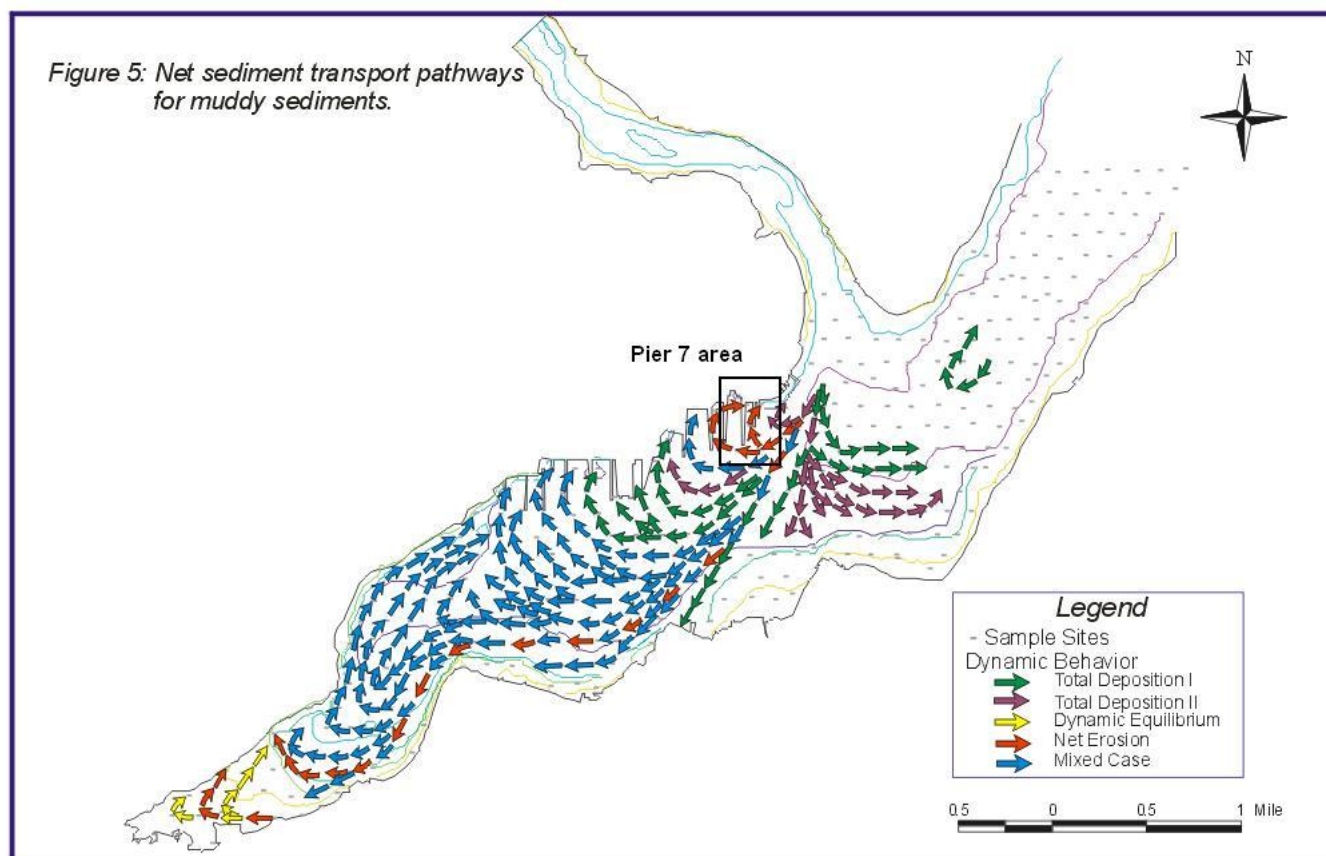 Figure 5: Net sediment transport pathways
for muddy sediments.
N
Pier 7 area
Legend
- Sample Sites
Dynamic Behavior
Total Deposition I
Total Deposition II
Dynamic Equilibrium
Net Erosion
Mixed Case
0.5 0 0.5 1 Mile